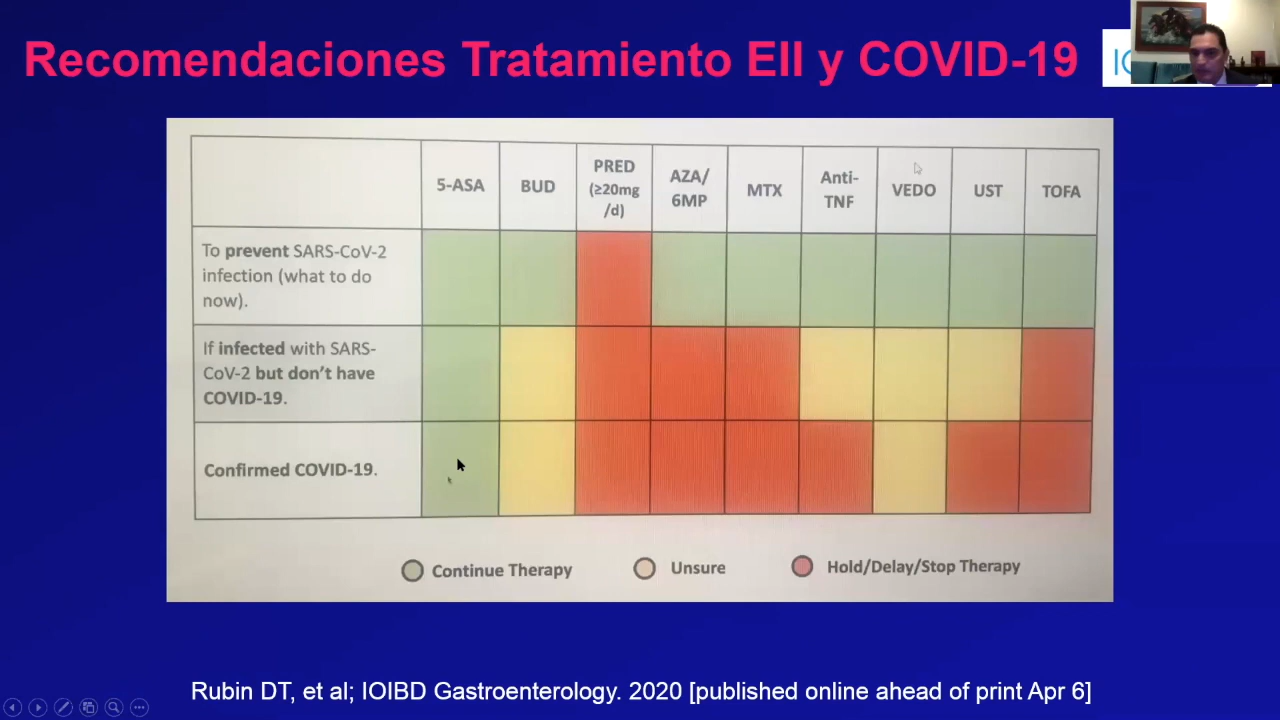 Recomendaciones Tratamiento EII y COVID-19
5-ASA
BUD
PRED
(≥20mg
/d)
AZA/
6MP
MTX
Anti-
TNF
VEDO
UST
TOFA
To prevent SARS-CoV-2
infection (what to do
now).
If infected with SARS-
CoV-2 but don't have
COVID-19.
Confirmed COVID-19.
Continue Therapy
Unsure
Hold/Delay/Stop Therapy
Rubin DT, et al; IOIBD Gastroenterology. 2020 [published online ahead of print Apr 6]